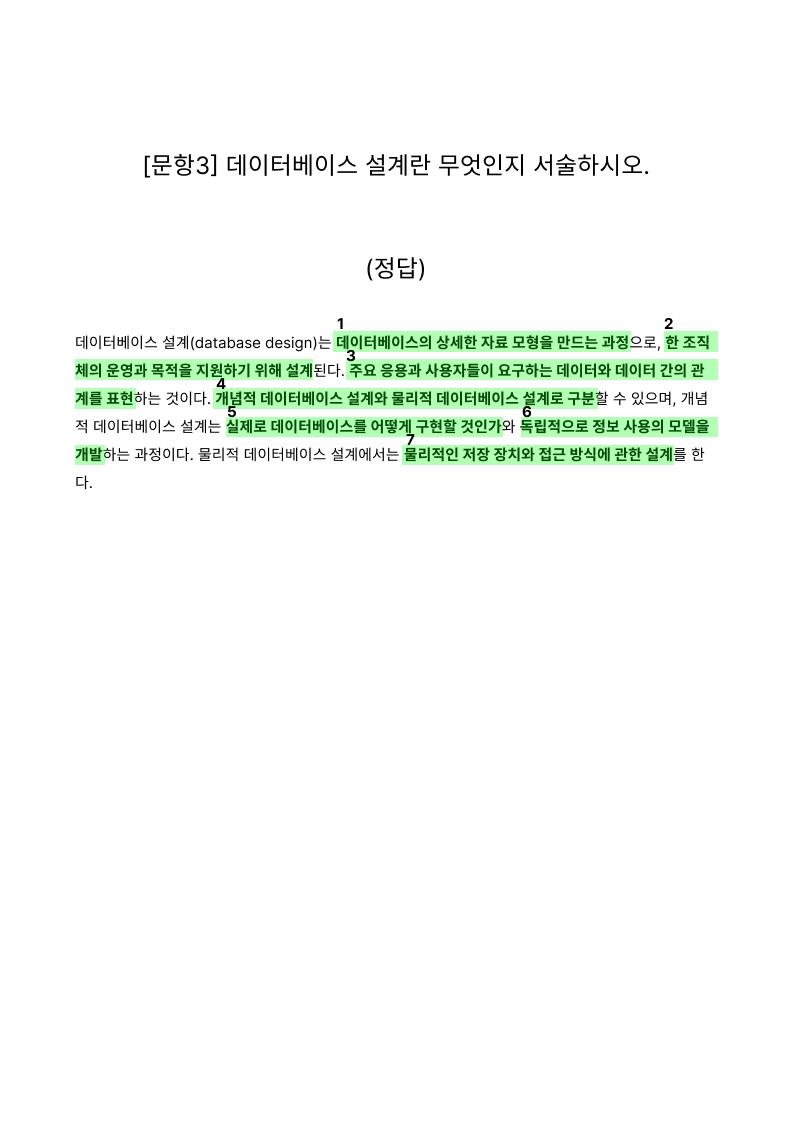 [문항3] 데이터베이스 설계란 무엇인지 서술하시오.
(정답)
1 2
데이터베이스 설계(database design)는 데이터베이스의 상세한 자료 모형을 만드는 과정으로, 한 조직
3
체의 운영과 목적을 지원하기 위해 설계된다. 주요 응용과 사용자들이 요구하는 데이터와 데이터 간의 관
4
계를 표현하는 것이다. 개념적 데이터베이스 설계와 물리적 데이터베이스 설계로 구분할 수 있으며, 개념
5 6
적 데이터베이스 설계는 실제로 데이터베이스를 어떻게 구현할 것인가와 독립적으로 정보 사용의 모델을
7
개발하는 과정이다. 물리적 데이터베이스 설계에서는 물리적인 저장 장치와 접근 방식에 관한 설계를 한
다.